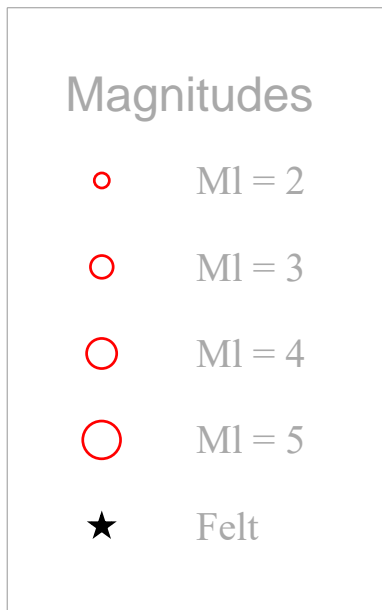 Magnitudes
Ml = 2
Ml = 3
Ml = 4
Ml = 5
Felt